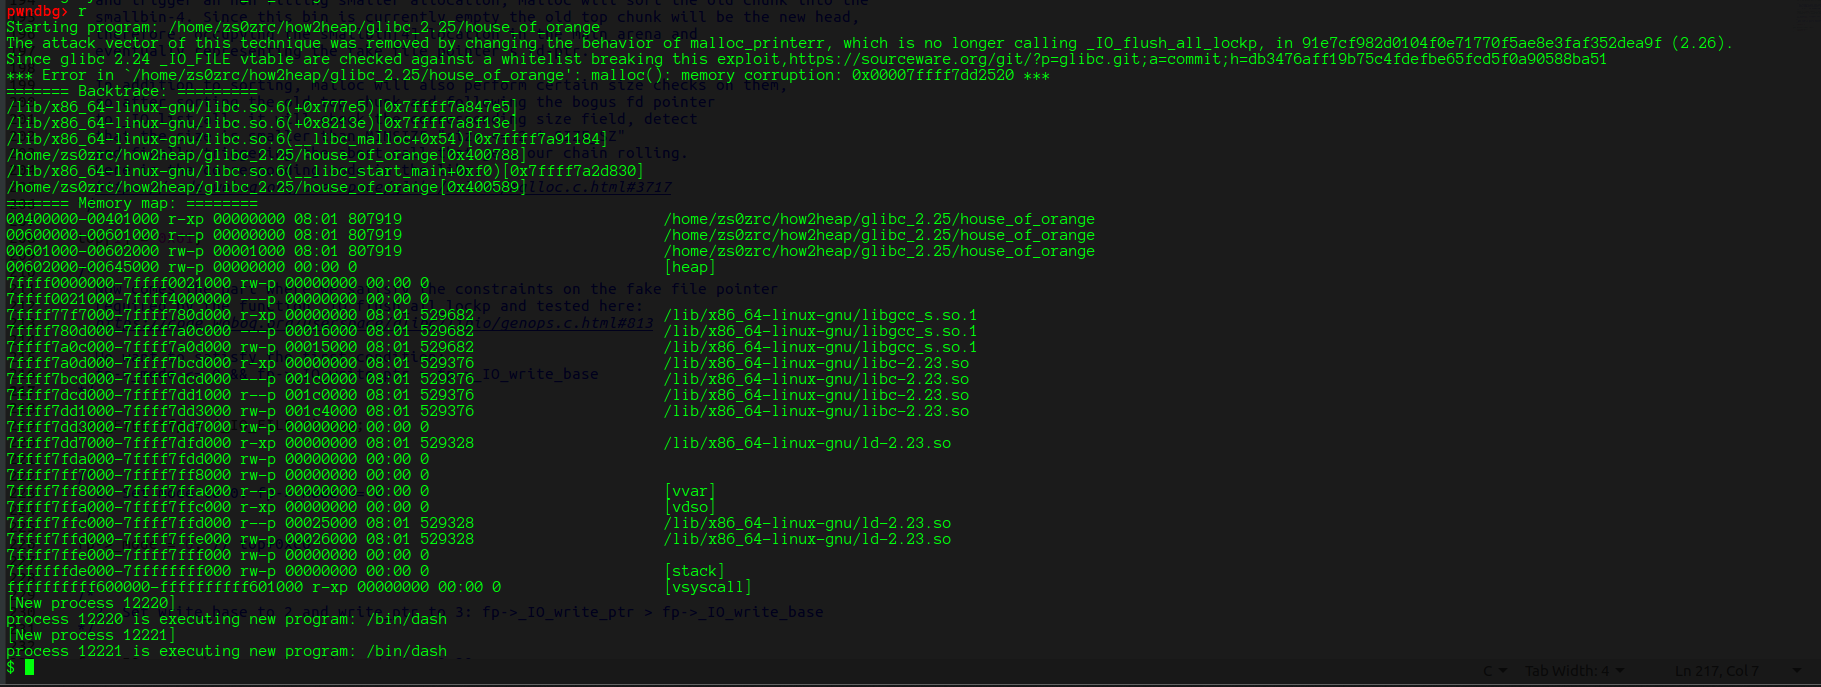 pwndbg> r
Starting program: /home/zs0zrc/how2heap/glibc_2.25/house_of_orange
The attack vector of this technique was removed by changing the behavior of malloc_printerr, which is no longer calling _IO_flush_all_lockp, in 91e7cf982d0104f0e71770f5ae8e3faf352dea9f (2.26).
Since glibc 2.24 _IO_FILE vtable are checked against a whitelist breaking this exploit,https://sourceware.org/git/?p=glibc.git;a=commit;h=db3476aff19b75c4fdefbe65fcd5f0a90588ba51
*** Error in `/home/zs0zrc/how2heap/glibc_2.25/house_of_orange': malloc(): memory corruption: 0x00007ffff7dd2520 ***
======= Backtrace: =========
/lib/x86_64-linux-gnu/libc.so.6(+0x777e5)[0x7ffff7a847e5]
/lib/x86_64-linux-gnu/libc.so.6(+0x8213e)[0x7ffff7a8f13e]
/lib/x86_64-linux-gnu/libc.so.6(__libc_malloc+0x54)[0x7ffff7a91184]
/home/zs0zrc/how2heap/glibc_2.25/house_of_orange[0x400788]
/lib/x86_64-linux-gnu/libc.so.6(__libc_start_main+0xf0)[0x7ffff7a2d830]
/home/zs0zrc/how2heap/glibc_2.25/house_of_orange[0x400589]
======= Memory map: ========
00400000-00401000 r-xp 00000000 08:01 807919 /home/zs0zrc/how2heap/glibc_2.25/house_of_orange
00600000-00601000 r--p 00000000 08:01 807919 /home/zs0zrc/how2heap/glibc_2.25/house_of_orange
00601000-00602000 rw-p 00001000 08:01 807919 /home/zs0zrc/how2heap/glibc_2.25/house_of_orange
00602000-00645000 rw-p 00000000 00:00 0 [heap]
7ffff0000000-7ffff0021000 rw-p 00000000 00:00 0
7ffff0021000-7ffff4000000 ---p 00000000 00:00 0
7ffff77f7000-7ffff780d000 r-xp 00000000 08:01 529682 /lib/x86_64-linux-gnu/libgcc_s.so.1
7ffff780d000-7ffff7a0c000 ---p 00016000 08:01 529682 /lib/x86_64-linux-gnu/libgcc_s.so.1
7ffff7a0c000-7ffff7a0d000 rw-p 00015000 08:01 529682 /lib/x86_64-linux-gnu/libgcc_s.so.1
7ffff7a0d000-7ffff7bcd000 r-xp 00000000 08:01 529376 /lib/x86_64-linux-gnu/libc-2.23.so
7ffff7bcd000-7ffff7dcd000 ---p 001c0000 08:01 529376 /lib/x86_64-linux-gnu/libc-2.23.so
7ffff7dcd000-7ffff7dd1000 r--p 001c0000 08:01 529376 /lib/x86_64-linux-gnu/libc-2.23.so
7ffff7dd1000-7ffff7dd3000 rw-p 001c4000 08:01 529376 /lib/x86_64-linux-gnu/libc-2.23.so
7ffff7dd3000-7ffff7dd7000 rw-p 00000000 00:00 0
7ffff7dd7000-7ffff7dfd000 r-xp 00000000 08:01 529328 /lib/x86_64-linux-gnu/ld-2.23.so
7ffff7fda000-7ffff7fdd000 rw-p 00000000 00:00 0
7ffff7ff7000-7ffff7ff8000 rw-p 00000000 00:00 0
7ffff7ff8000-7ffff7ffa000 r--p 00000000 00:00 0 [vvar]
7ffff7ffa000-7ffff7ffc000 r-xp 00000000 00:00 0 [vdso]
7ffff7ffc000-7ffff7ffd000 r--p 00025000 08:01 529328 /lib/x86_64-linux-gnu/ld-2.23.so
7ffff7ffd000-7ffff7ffe000 rw-p 00026000 08:01 529328 /lib/x86_64-linux-gnu/ld-2.23.so
7ffff7ffe000-7ffff7fff000 rw-p 00000000 00:00 0
7ffffffde000-7ffffffff000 rw-p 00000000 00:00 0 [stack]
ffffffffff600000-ffffffffff601000 r-xp 00000000 00:00 0 [vsyscall]
[New process 12220]
process 12220 is executing new program: /bin/dash
[New process 12221]
process 12221 is executing new program: /bin/dash
$
C Tab Width: 4 Ln 217, Col 7